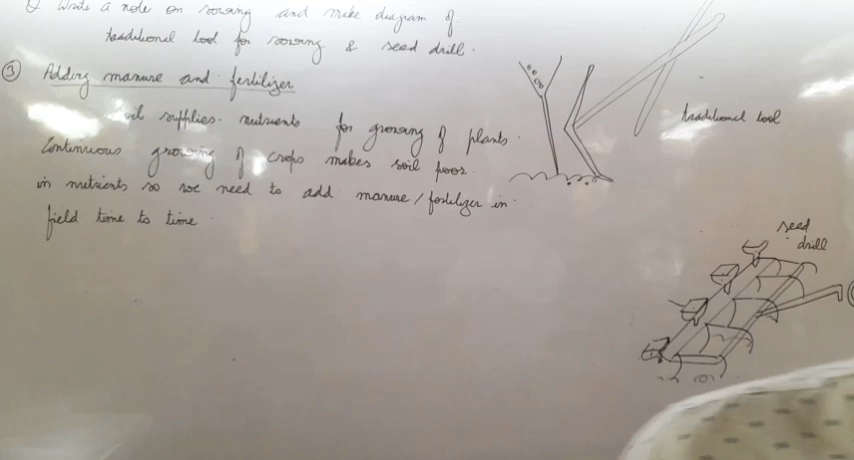 Q Write a note on sowing and make diagram of
traditional tool for sowing & seed drill.
③ Adding manure and fertilizer
Soil supplies nutrients for growing of plants.
Continuous growing of crops makes soil poor
in nutrients so we need to add manure / fertilizer in
field time to time
traditional tool
seed
drill